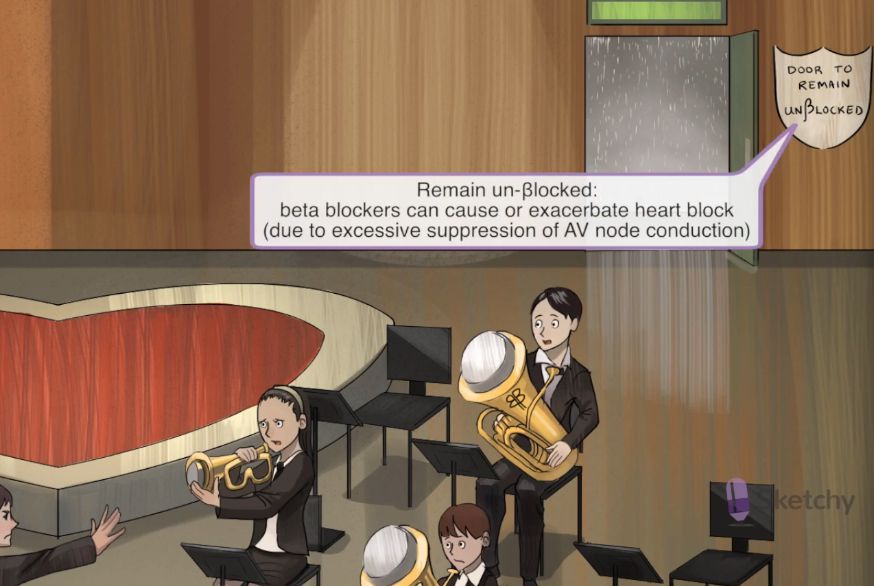 DOOR TO
REMAIN
UNβLOCKED
Remain un-βlocked:
beta blockers can cause or exacerbate heart block
(due to excessive suppression of AV node conduction)
sketchy